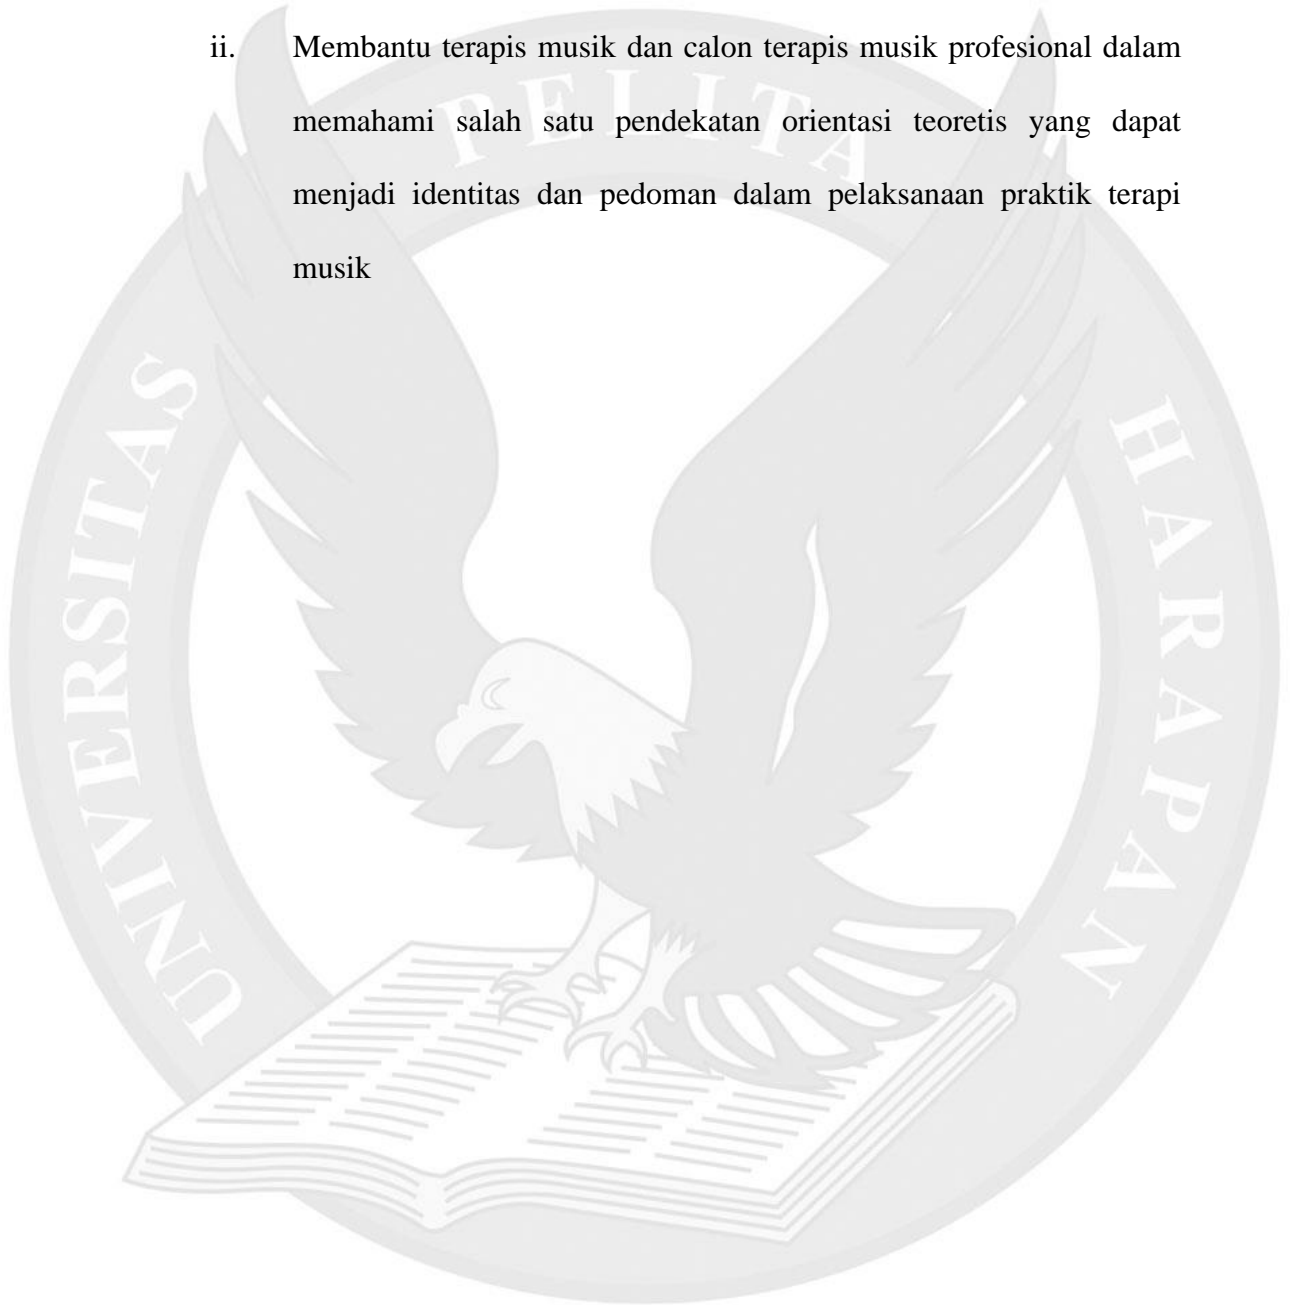 ii. Membantu terapis musik dan calon terapis musik profesional dalam
memahami salah satu pendekatan orientasi teoretis yang dapat
menjadi identitas dan pedoman dalam pelaksanaan praktik terapi
musik
UNIVERSITAS
PELITA
HARAPAN